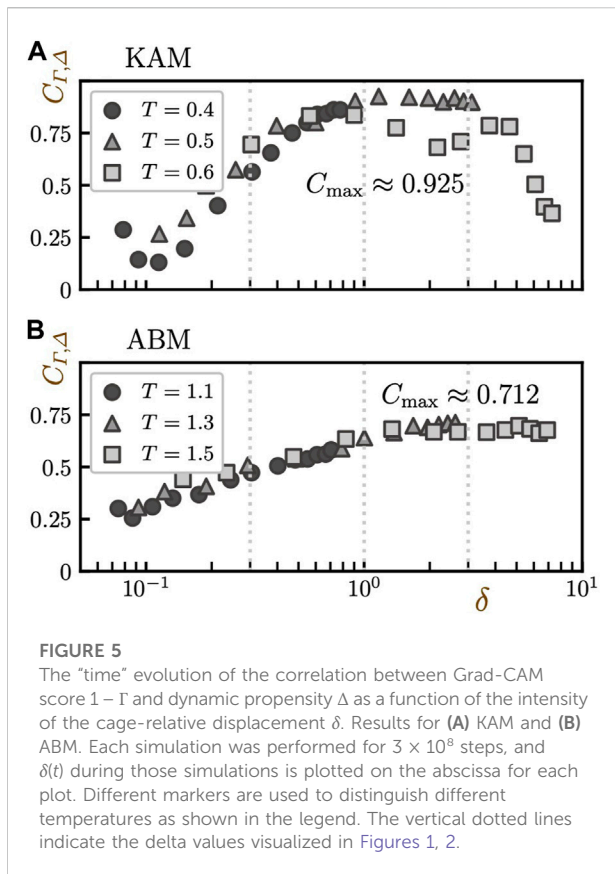 A
KAM
C_{Γ,Δ}
0.75
0.5
0.25
0
T = 0.4
T = 0.5
T = 0.6
C_{max} ≈ 0.925
B
ABM
C_{Γ,Δ}
0.75
0.5
0.25
0
T = 1.1
T = 1.3
T = 1.5
C_{max} ≈ 0.712
10^{-1}
10^{0}
δ
10^{1}
FIGURE 5
The “time” evolution of the correlation between Grad-CAM
score 1 − Γ and dynamic propensity Δ as a function of the intensity
of the cage-relative displacement δ. Results for (A) KAM and (B)
ABM. Each simulation was performed for 3 × 10^{8} steps, and
δ(t) during those simulations is plotted on the abscissa for each
plot. Different markers are used to distinguish different
temperatures as shown in the legend. The vertical dotted lines
indicate the delta values visualized in Figures 1, 2.